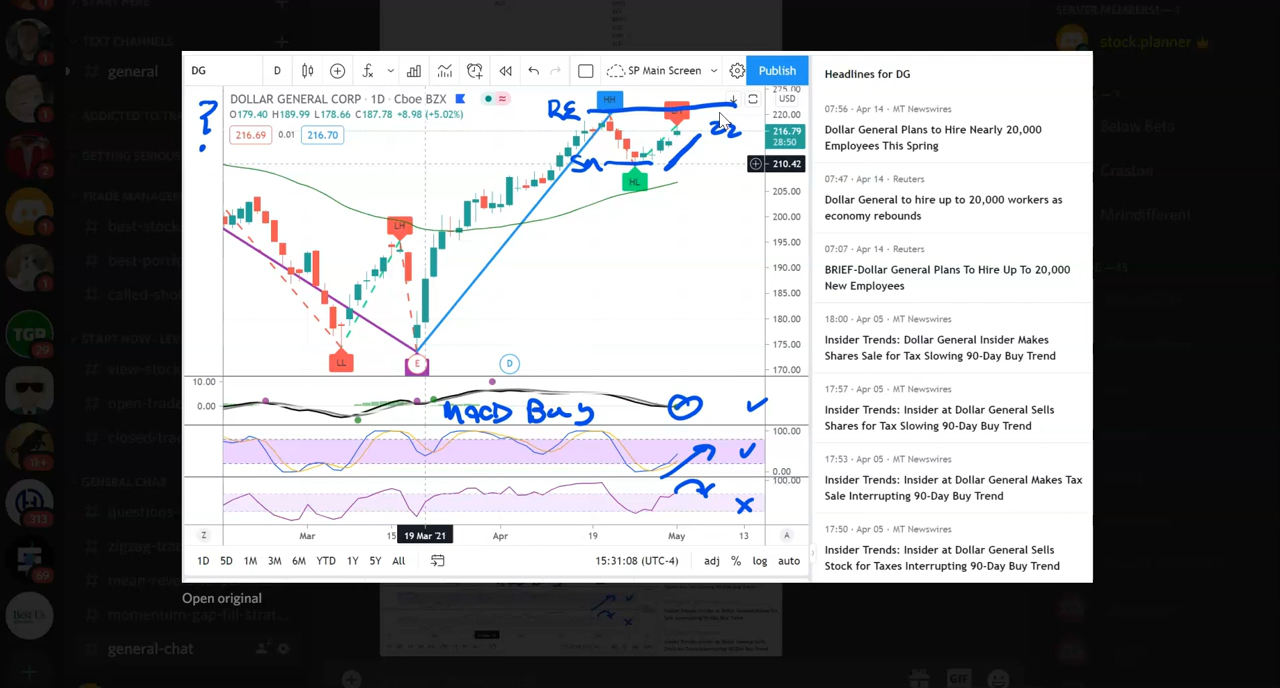 START HERE
SERVER MEMBERS—3
TEXT CHANNELS
stock.planner
general
DG
D
SP Main Screen
Publish
Headlines for DG
DOLLAR GENERAL CORP · 1D · Cboe BZX
O179.40 H189.99 L178.66 C187.78 +8.98 (+5.02%)
216.69 0.01 216.70
?
RE
HH
SM
HL
LH
LL
E
D
USD
275.00
220.00
216.79
28:50
210.42
205.00
200.00
195.00
190.00
185.00
180.00
175.00
170.00
07:56 · Apr 14 · MT Newswires
Dollar General Plans to Hire Nearly 20,000
Employees This Spring
07:47 · Apr 14 · Reuters
Dollar General to hire up to 20,000 workers as
economy rebounds
07:07 · Apr 14 · Reuters
BRIEF-Dollar General Plans To Hire Up To 20,000
New Employees
18:00 · Apr 05 · MT Newswires
Insider Trends: Dollar General Insider Makes
Shares Sale for Tax Slowing 90-Day Buy Trend
17:57 · Apr 05 · MT Newswires
Insider Trends: Insider at Dollar General Sells
Shares for Tax Slowing 90-Day Buy Trend
17:53 · Apr 05 · MT Newswires
Insider Trends: Insider at Dollar General Makes Tax
Sale Interrupting 90-Day Buy Trend
17:50 · Apr 05 · MT Newswires
Insider Trends: Insider at Dollar General Sells
Stock for Taxes Interrupting 90-Day Buy Trend
10.00
0.00
MACD Buy
100.00
0.00
100.00
Z
Mar
15
19 Mar '21
Apr
19
May
13
A
1D 5D 1M 3M 6M YTD 1Y 5Y All
15:31:08 (UTC-4)
adj % log auto
Open original
general-chat
GIF